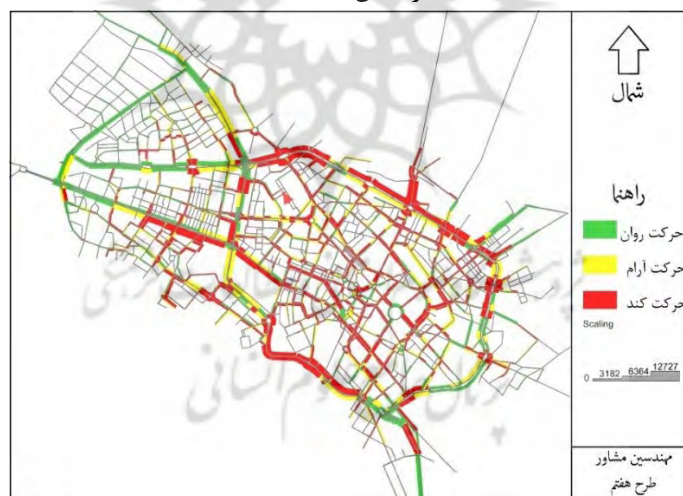 شمال
راهنما
حرکت روان
حرکت آرام
حرکت کند
Scaling
0 3182 6364 12727
مهندسین مشاور
طرح هفتم